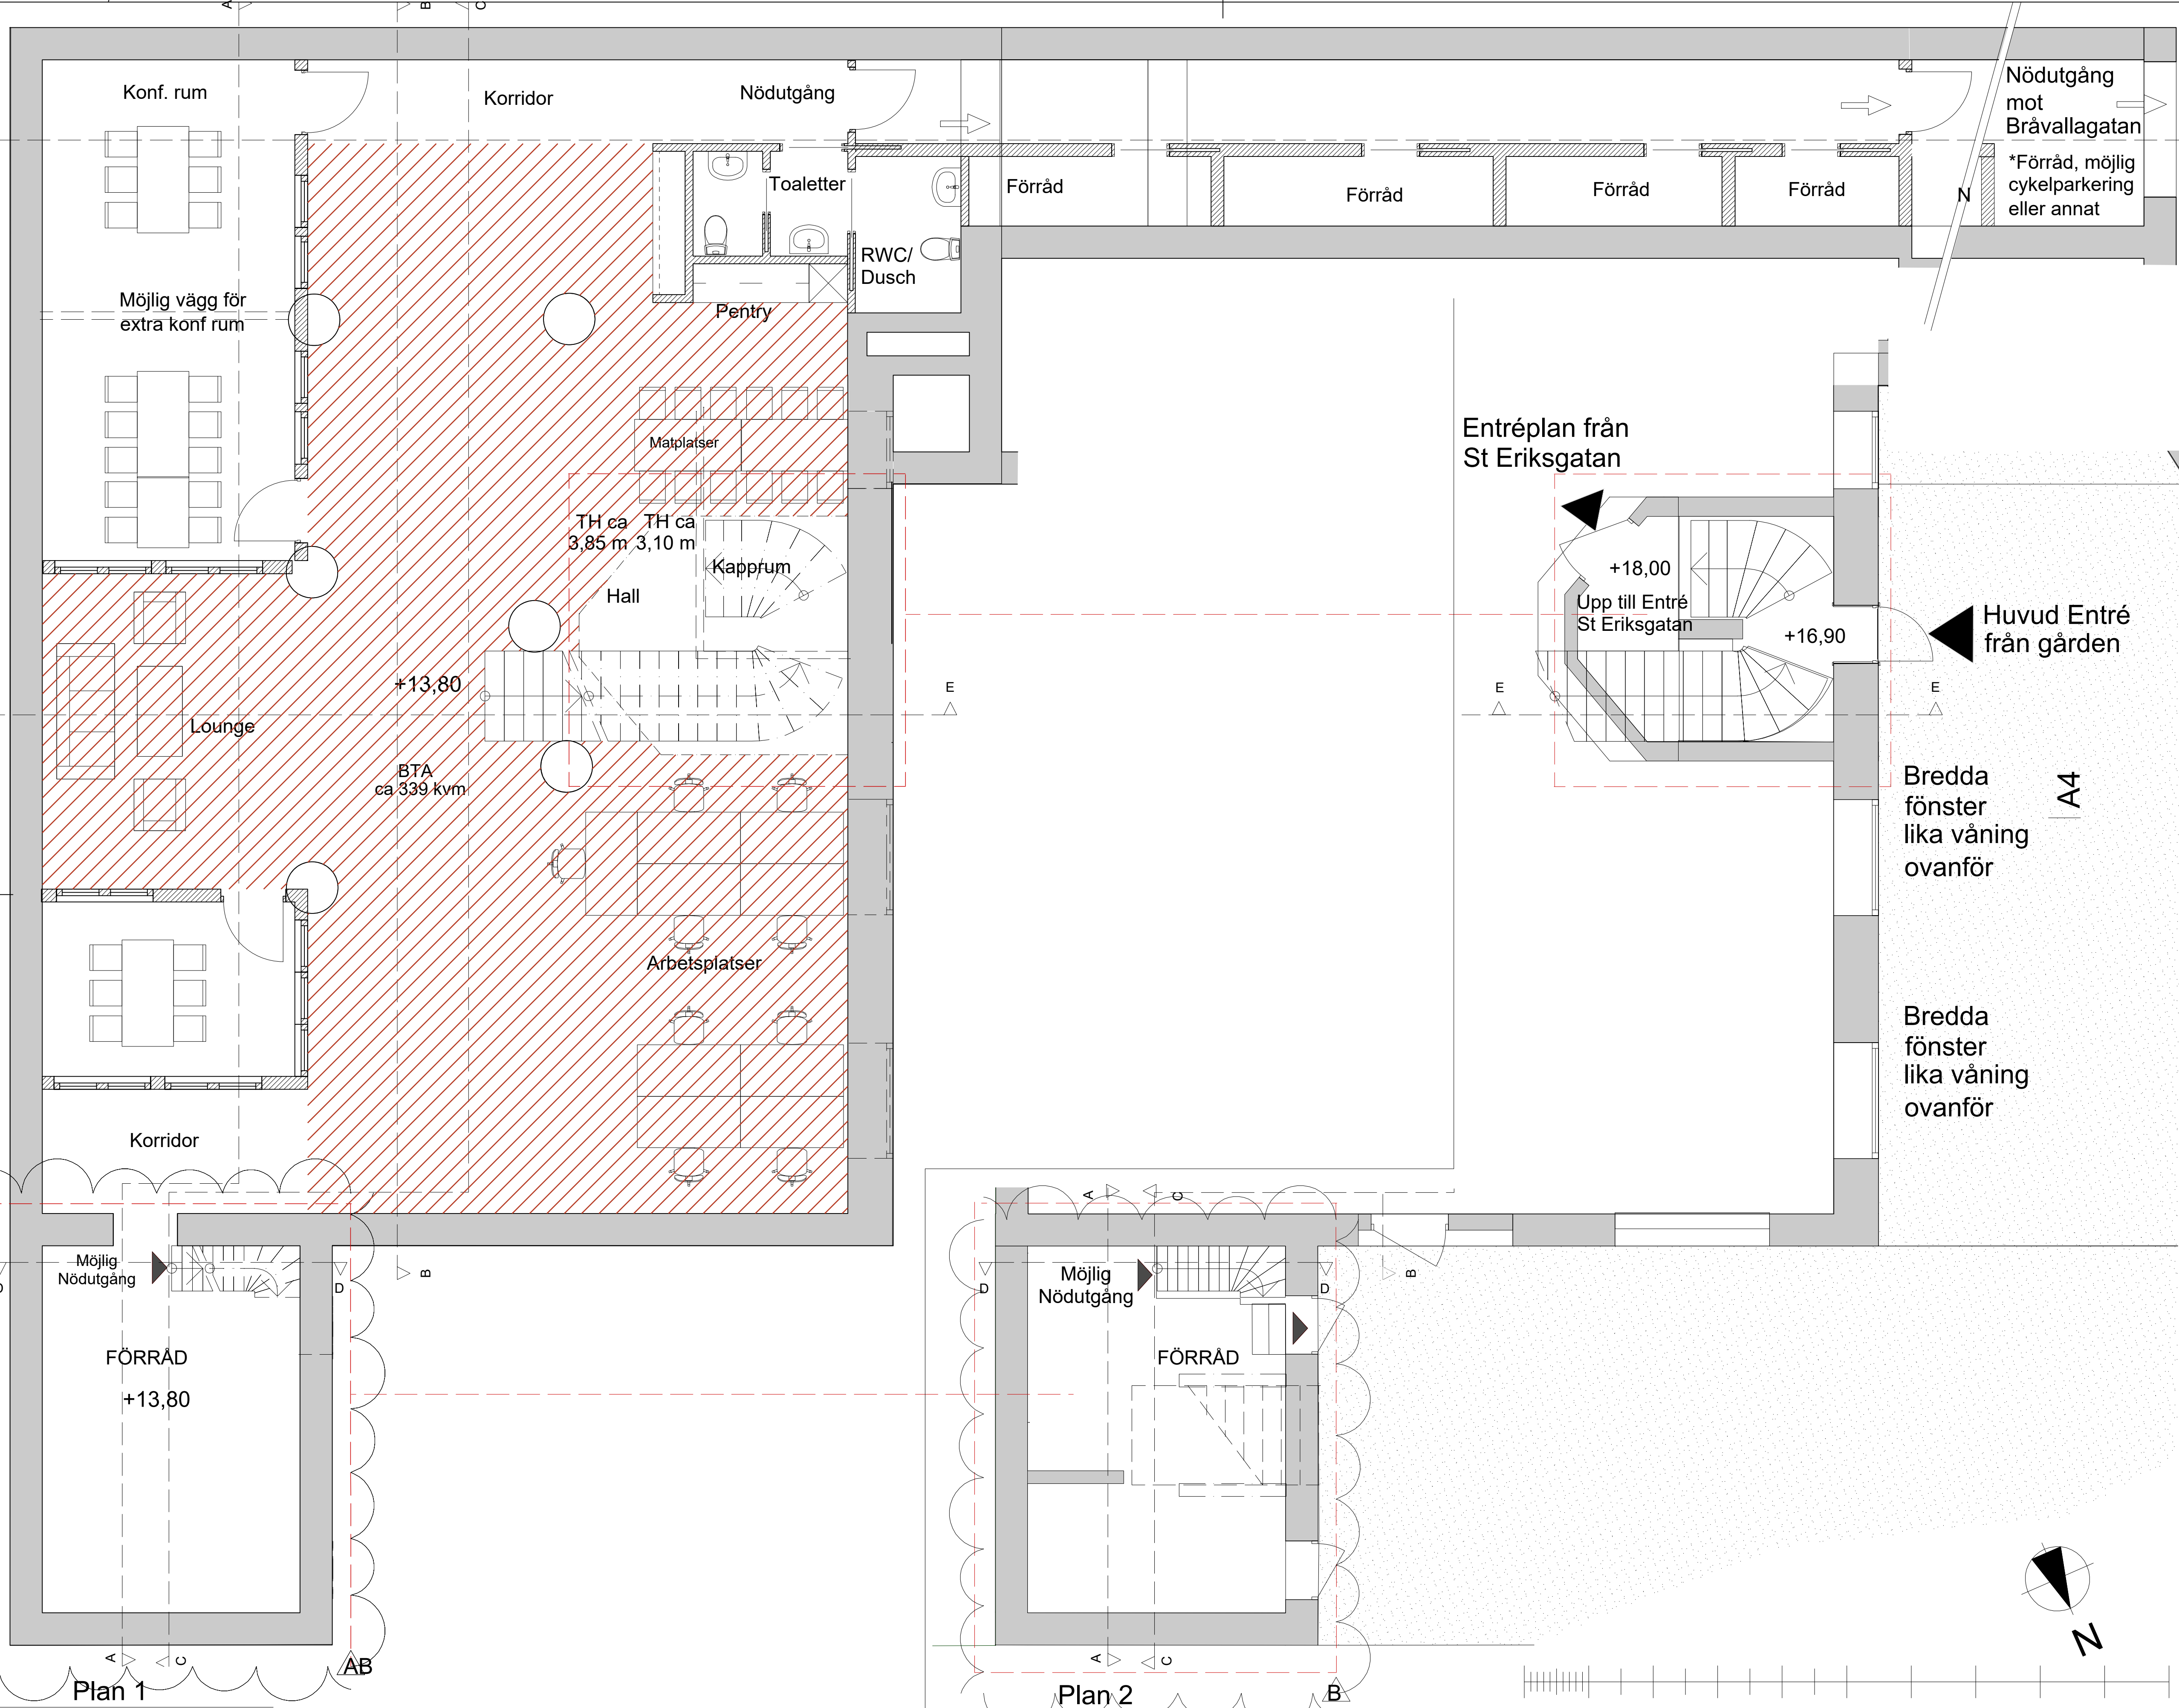 A
B
C
Konf. rum
Korridor
Nödutgång
Nödutgång
mot
Bråvallagatan
*Förråd, möjlig
cykelparkering
eller annat
Toaletter
Förråd
Förråd
Förråd
Förråd
N
RWC/
Dusch
Möjlig vägg för
extra konf rum
Pentry
Matplatser
Entréplan från
St Eriksgatan
TH ca
3,85 m
TH ca
3,10 m
Kapprum
Hall
+18,00
Upp till Entré
St Eriksgatan
+16,90
Huvud Entré
från gården
+13,80
E
E
E
Lounge
BTA
ca 339 kvm
Bredda
fönster
lika våning
ovanför
A4
Arbetsplatser
Bredda
fönster
lika våning
ovanför
Korridor
A
C
Möjlig
Nödutgång
D
D
B
Möjlig
Nödutgång
D
D
B
FÖRRÅD
+13,80
FÖRRÅD
A
C
AB
Plan 1
A
C
B
Plan 2
N